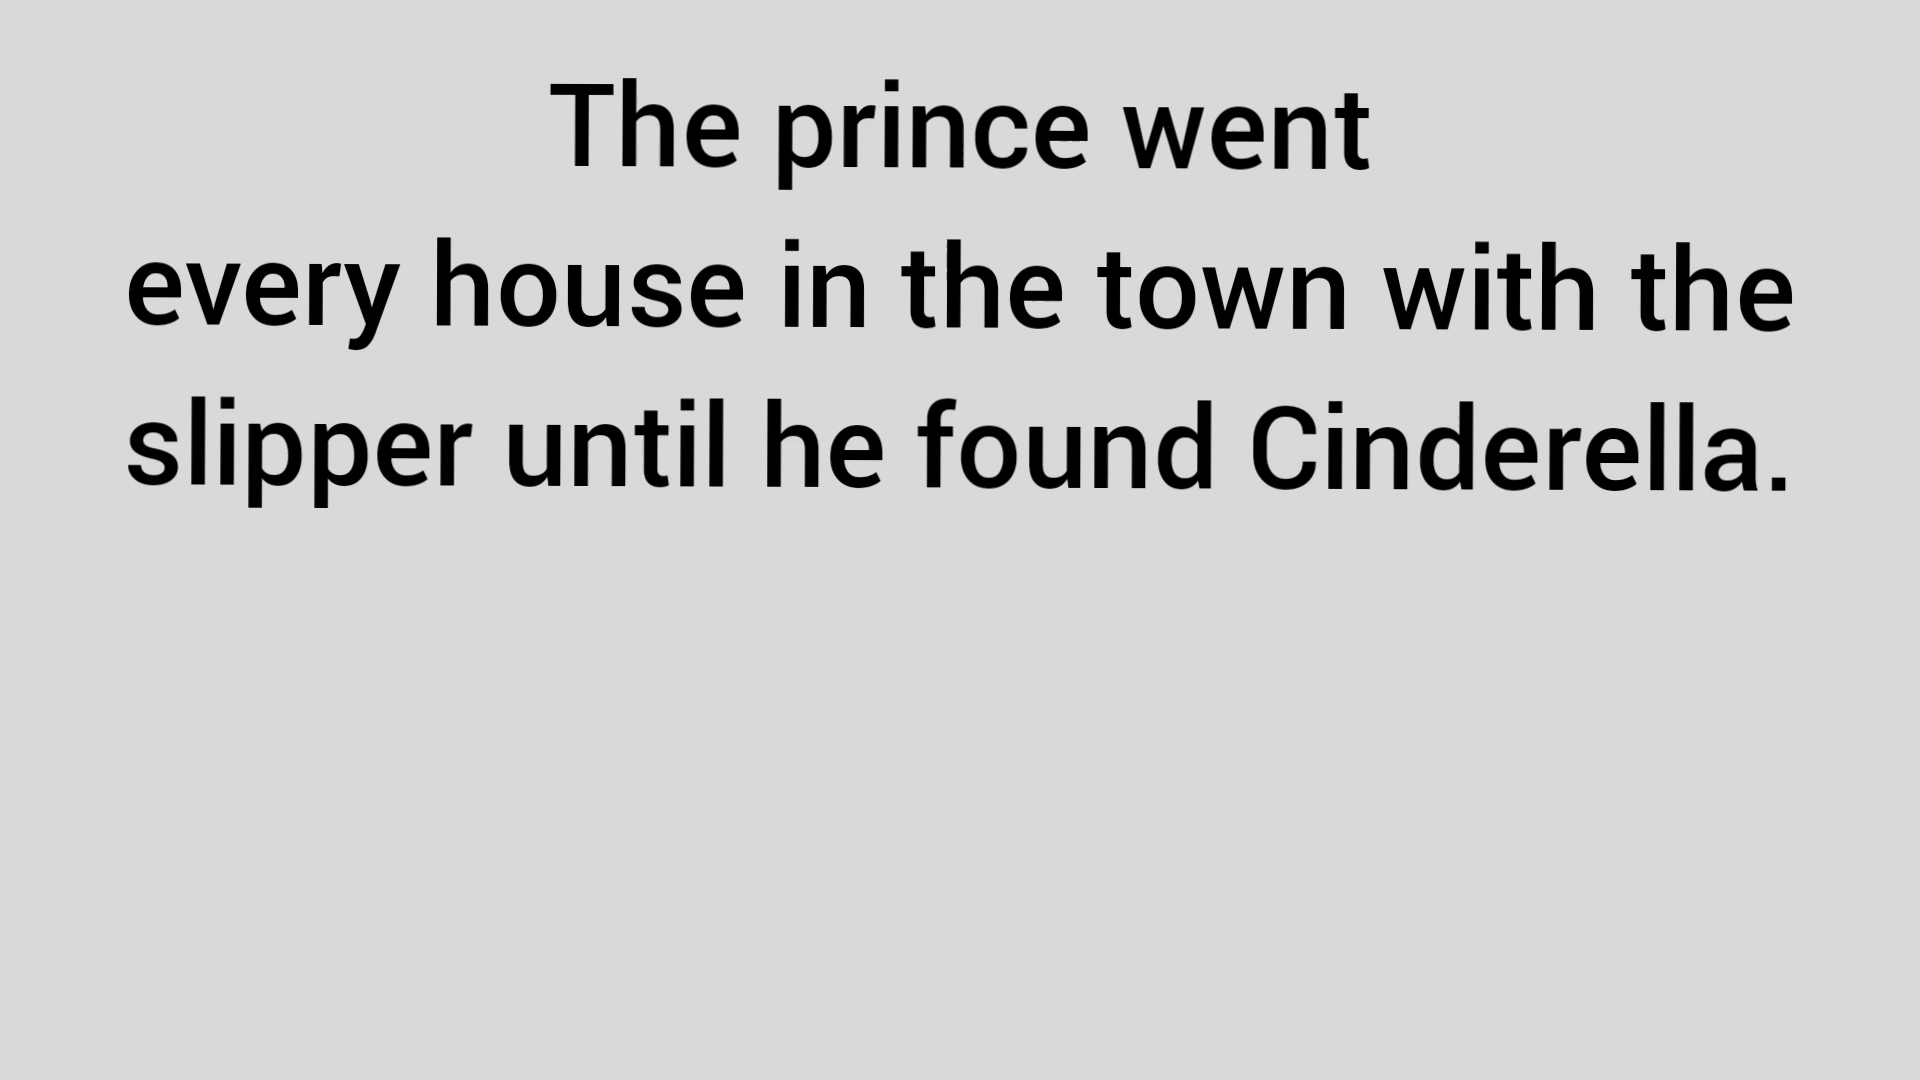 The prince went
every house in the town with the
slipper until he found Cinderella.